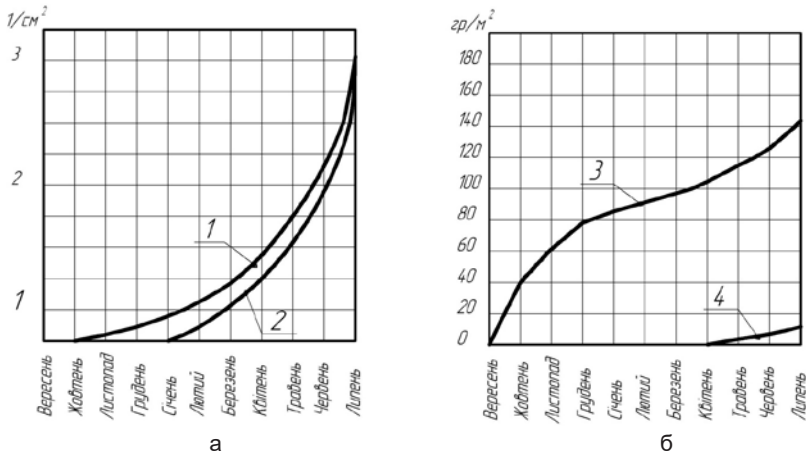 1/см²
3
2
1
1
2
Вересень
Жовтень
Листопад
Грудень
Січень
Лютий
Березень
Квітень
Травень
Червень
Липень
а
гр/м²
180
160
140
120
100
80
60
40
20
0
3
4
Вересень
Жовтень
Листопад
Грудень
Січень
Лютий
Березень
Квітень
Травень
Червень
Липень
б